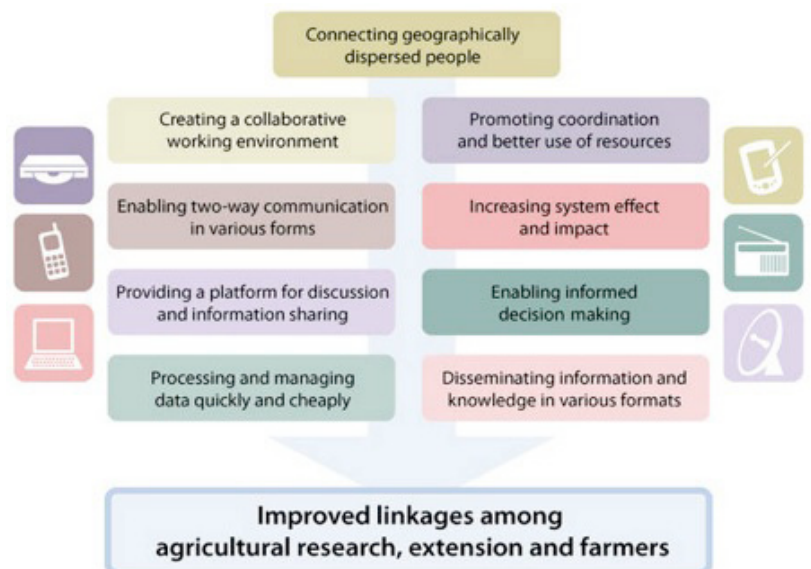 Connecting geographically
dispersed people
Creating a collaborative
working environment
Promoting coordination
and better use of resources
Enabling two-way communication
in various forms
Increasing system effect
and impact
Providing a platform for discussion
and information sharing
Enabling informed
decision making
Processing and managing
data quickly and cheaply
Disseminating information and
knowledge in various formats
Improved linkages among
agricultural research, extension and farmers